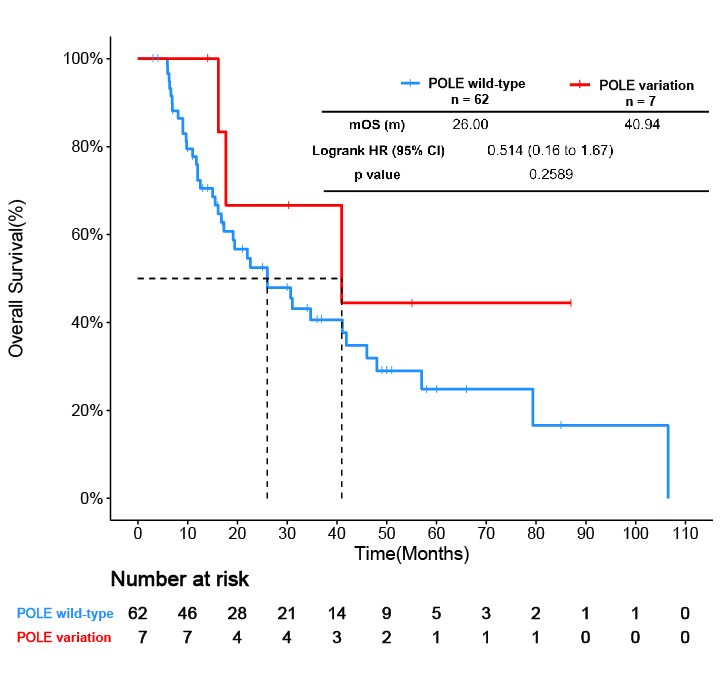 100%
80%
60%
40%
20%
0%
Overall Survival(%)
POLE wild-type POLE variation
n = 62 n = 7
mOS (m) 26.00 40.94
Logrank HR (95% CI) 0.514 (0.16 to 1.67)
p value 0.2589
0 10 20 30 40 50 60 70 80 90 100 110
Time(Months)
Number at risk
POLE wild-type 62 46 28 21 14 9 5 3 2 1 1 0
POLE variation 7 7 4 4 3 2 1 1 1 0 0 0